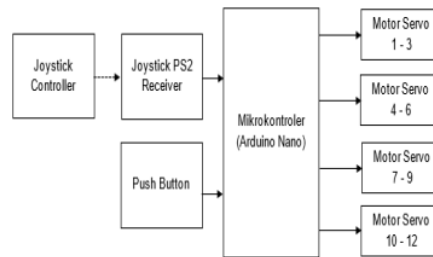 Joystick
Controller
Joystick PS2
Receiver
Push Button
Mikrokontroler
(Arduino Nano)
Motor Servo
1 - 3
Motor Servo
4 - 6
Motor Servo
7 - 9
Motor Servo
10 - 12